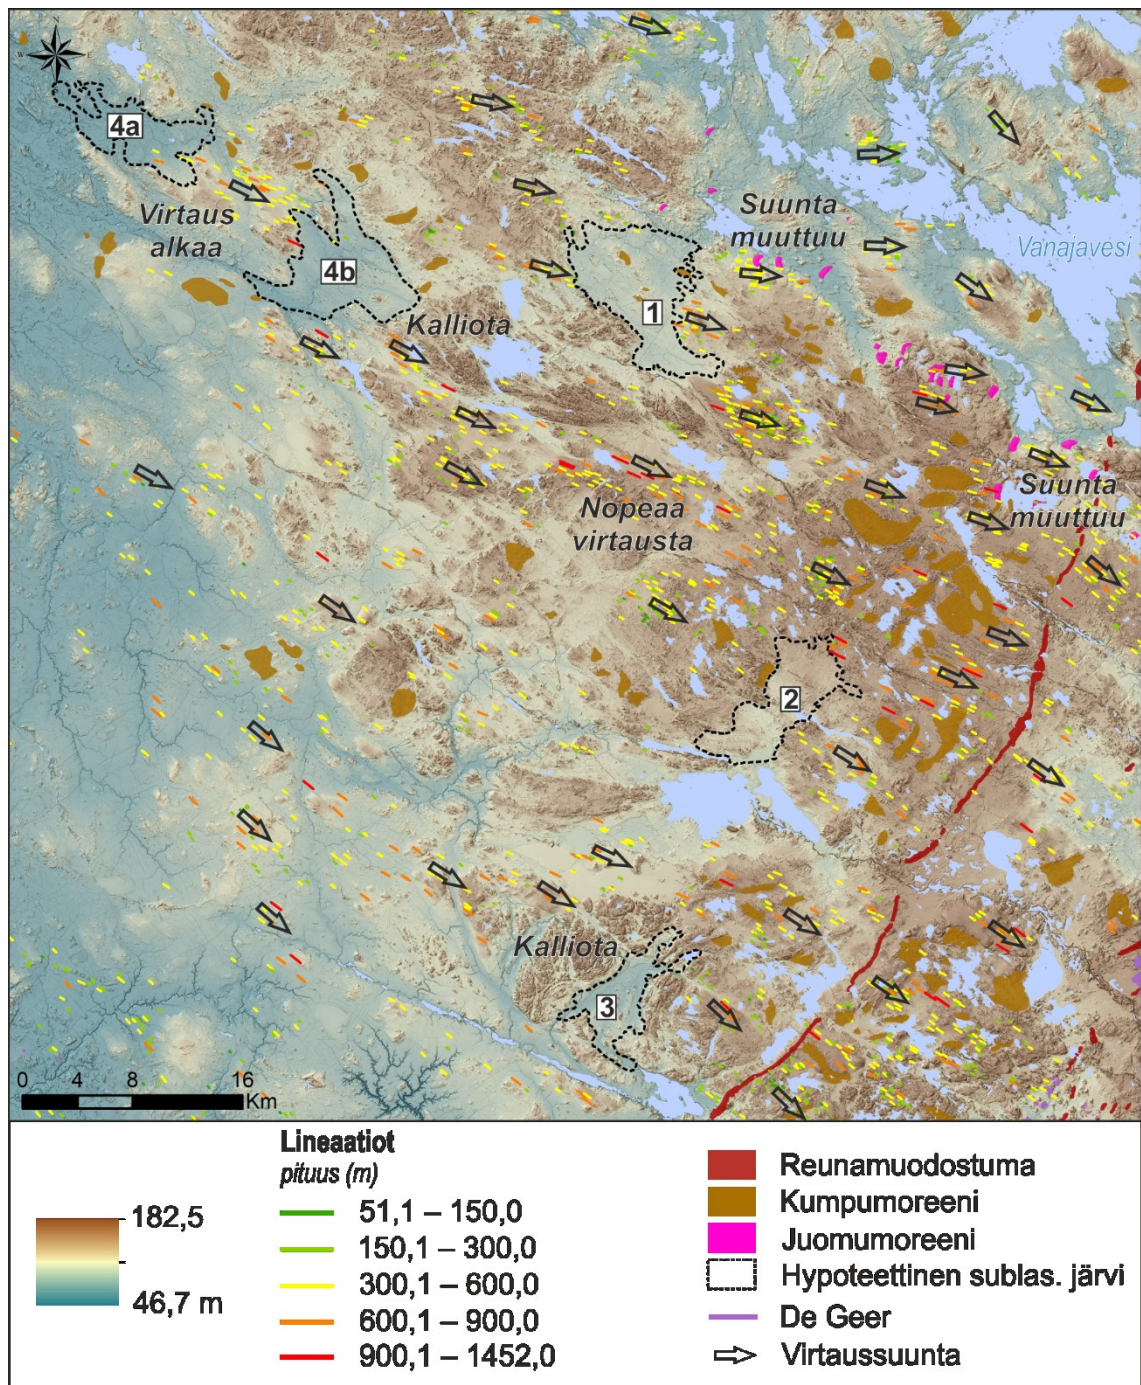 N
4a
Virtaus
alkaa
4b
Kalliota
1
Suunta
muuttuu
Vanajavesi
Nopeaa
virtausta
Suunta
muuttuu
2
Kalliota
3
0 4 8 16
Km
182,5
46,7 m
Lineaatiot
pituus (m)
51,1 – 150,0
150,1 – 300,0
300,1 – 600,0
600,1 – 900,0
900,1 – 1452,0
Reunamuodostuma
Kumpumoreeni
Juomumoreeni
Hypoteettinen sublas. järvi
De Geer
Virtaussuunta